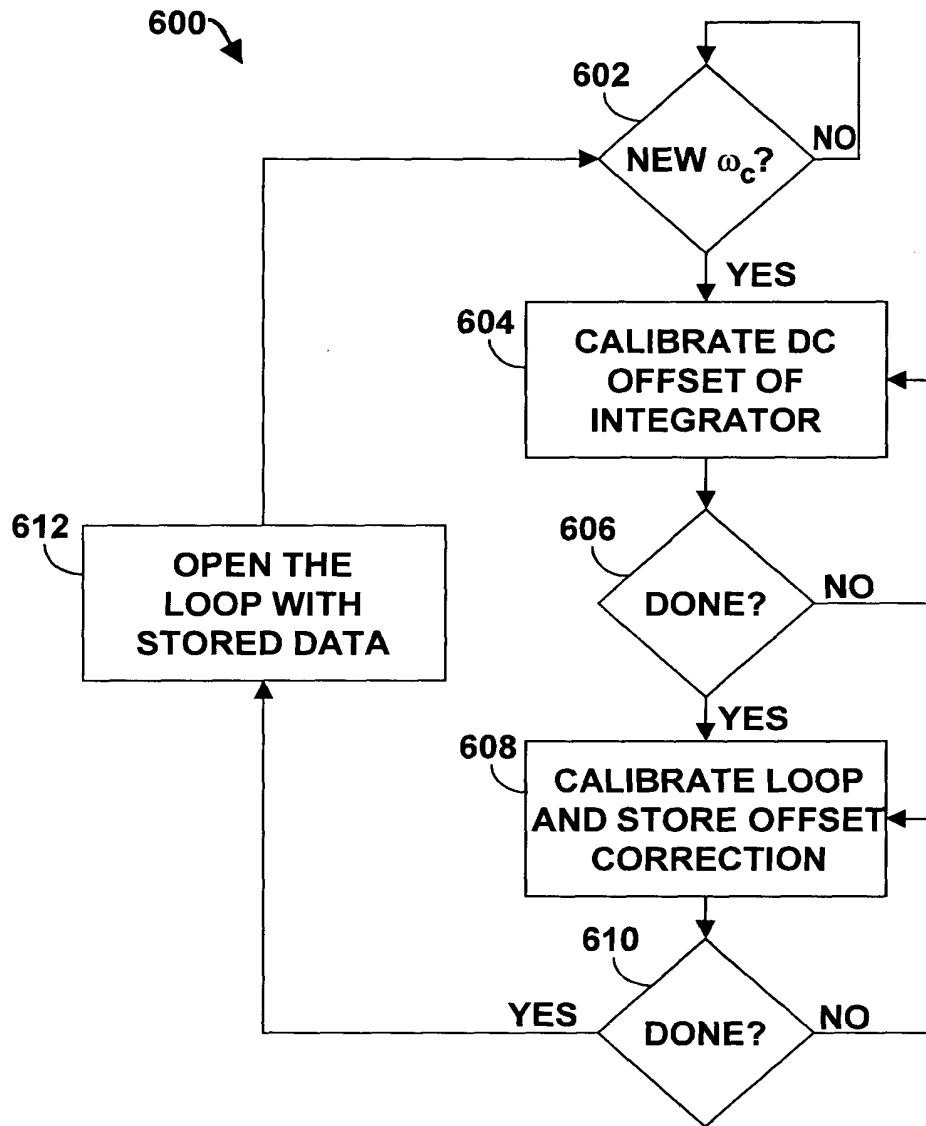 600
602
NEW ωc?
NO
YES
604
CALIBRATE DC
OFFSET OF
INTEGRATOR
612
OPEN THE
LOOP WITH
STORED DATA
606
DONE?
NO
YES
608
CALIBRATE LOOP
AND STORE OFFSET
CORRECTION
610
YES
DONE?
NO